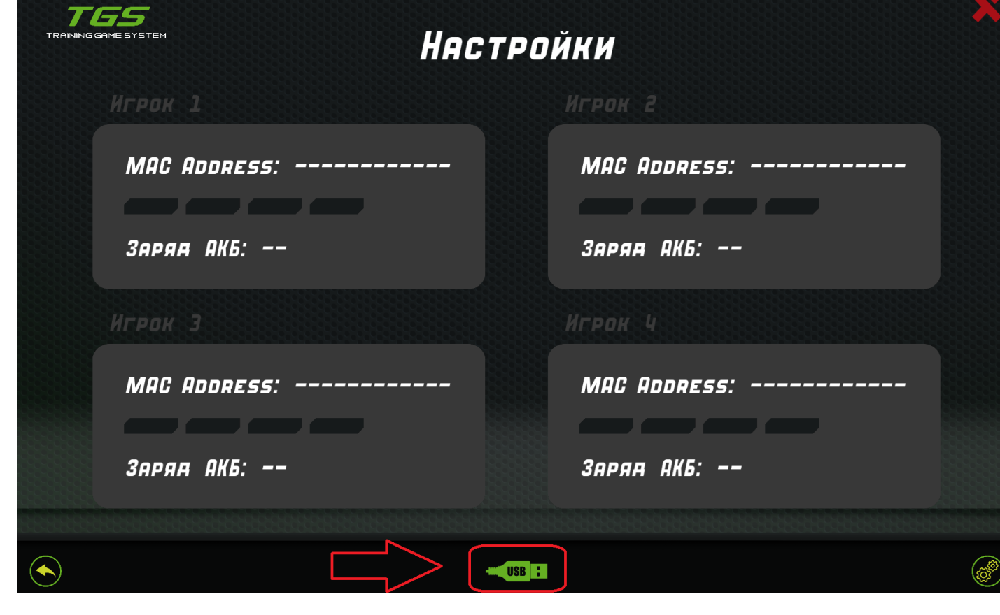 TGS
TRAINING GAME SYSTEM
Настройки
Игрок 1
Игрок 2
MAC Address: ------------
MAC Address: ------------
Заряд АКБ: --
Заряд АКБ: --
Игрок 3
Игрок 4
MAC Address: ------------
MAC Address: ------------
Заряд АКБ: --
Заряд АКБ: --
USB